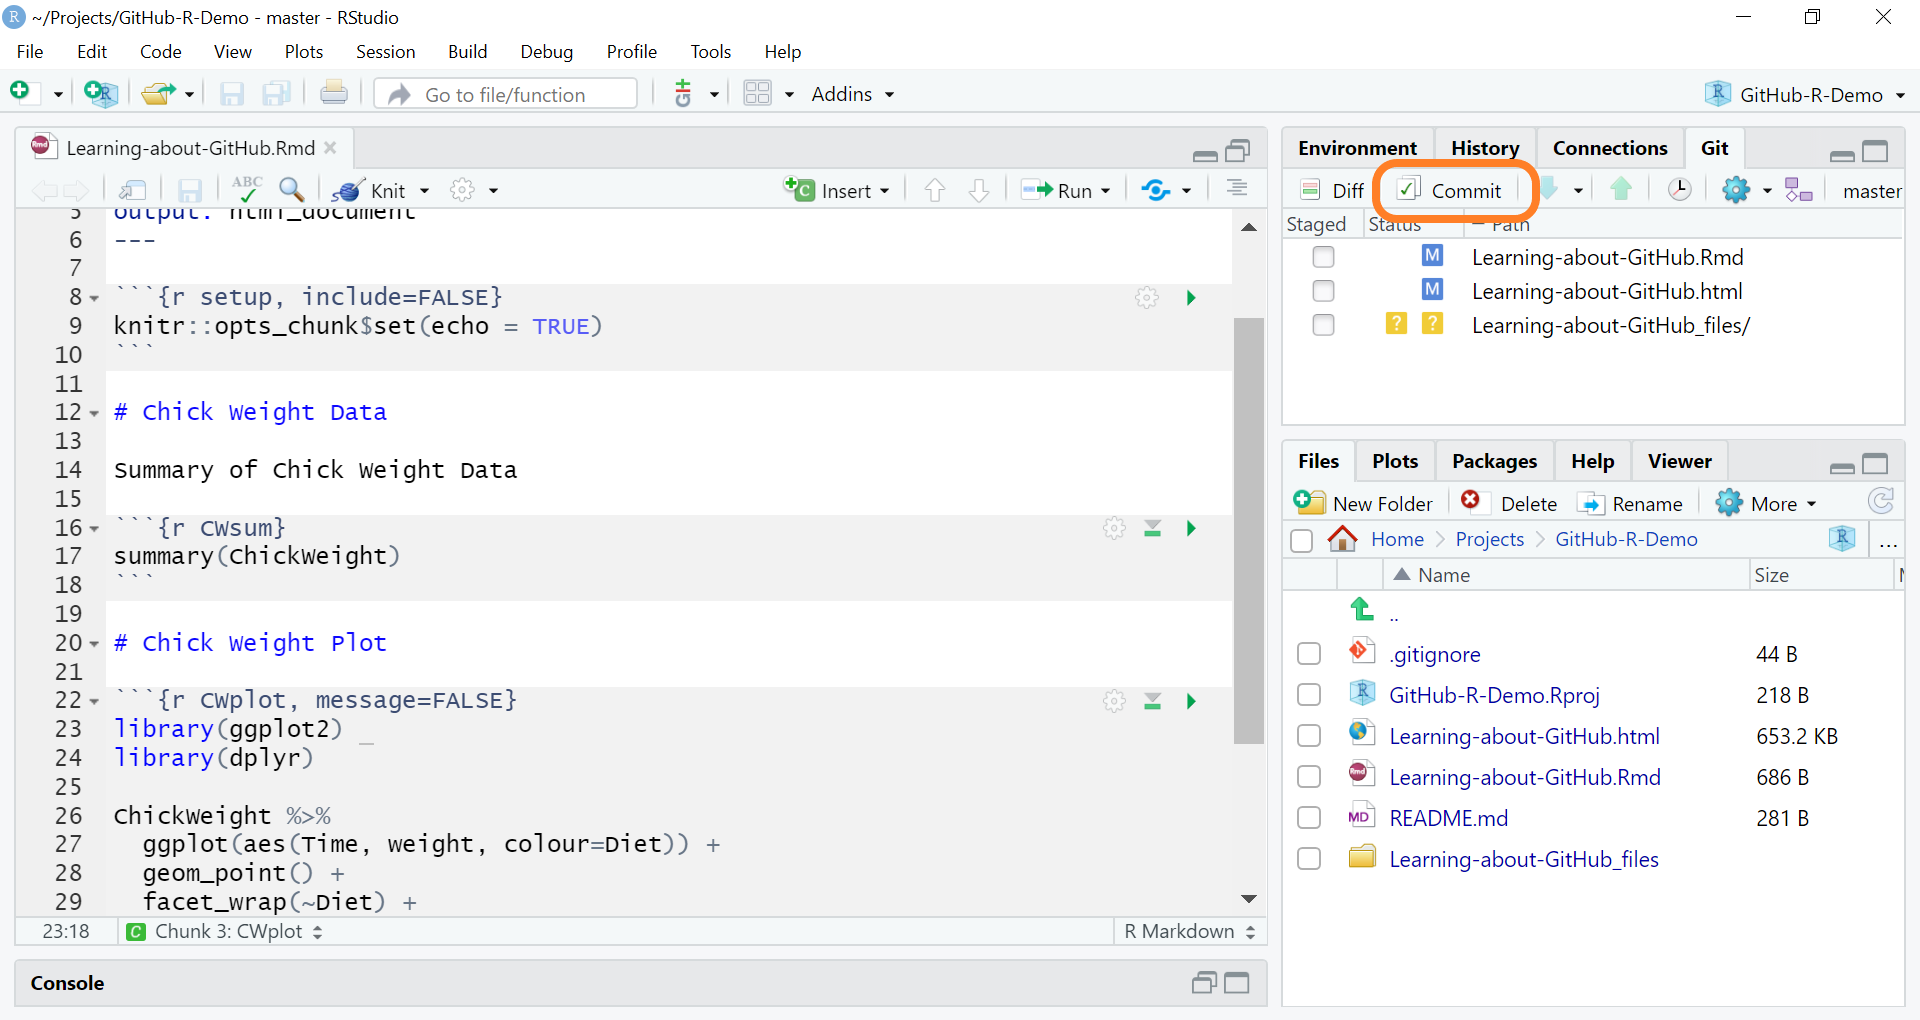 ~/Projects/GitHub-R-Demo - master - RStudio
File Edit Code View Plots Session Build Debug Profile Tools Help
Go to file/function Addins GitHub-R-Demo
Learning-about-GitHub.Rmd
ABC Knit Insert Run
5 output: html_document
6 ---
7
8 ```{r setup, include=FALSE}
9 knitr::opts_chunk$set(echo = TRUE)
10 ```
11
12 # Chick Weight Data
13
14 Summary of Chick Weight Data
15
16 ```{r CWsum}
17 summary(ChickWeight)
18 ```
19
20 # Chick Weight Plot
21
22 ```{r CWplot, message=FALSE}
23 library(ggplot2)
24 library(dplyr)
25
26 ChickWeight %>%
27 ggplot(aes(Time, weight, colour=Diet)) +
28 geom_point() +
29 facet_wrap(~Diet) +
23:18 C Chunk 3: CWplot R Markdown
Console
Environment History Connections Git
Diff Commit master
Staged Status Path
M Learning-about-GitHub.Rmd
M Learning-about-GitHub.html
? ? Learning-about-GitHub_files/
Files Plots Packages Help Viewer
New Folder Delete Rename More
Home Projects GitHub-R-Demo ...
Name Size
..
.gitignore 44 B
GitHub-R-Demo.Rproj 218 B
Learning-about-GitHub.html 653.2 KB
Learning-about-GitHub.Rmd 686 B
MD README.md 281 B
Learning-about-GitHub_files